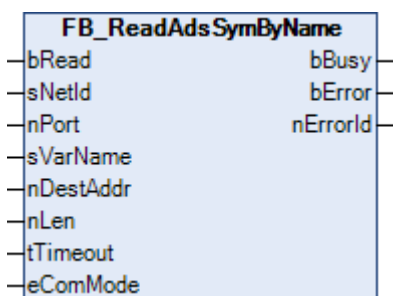 FB_ReadAdsSymByName
bRead bBusy
sNetId bError
nPort nErrorId
sVarName
nDestAddr
nLen
tTimeout
eComMode